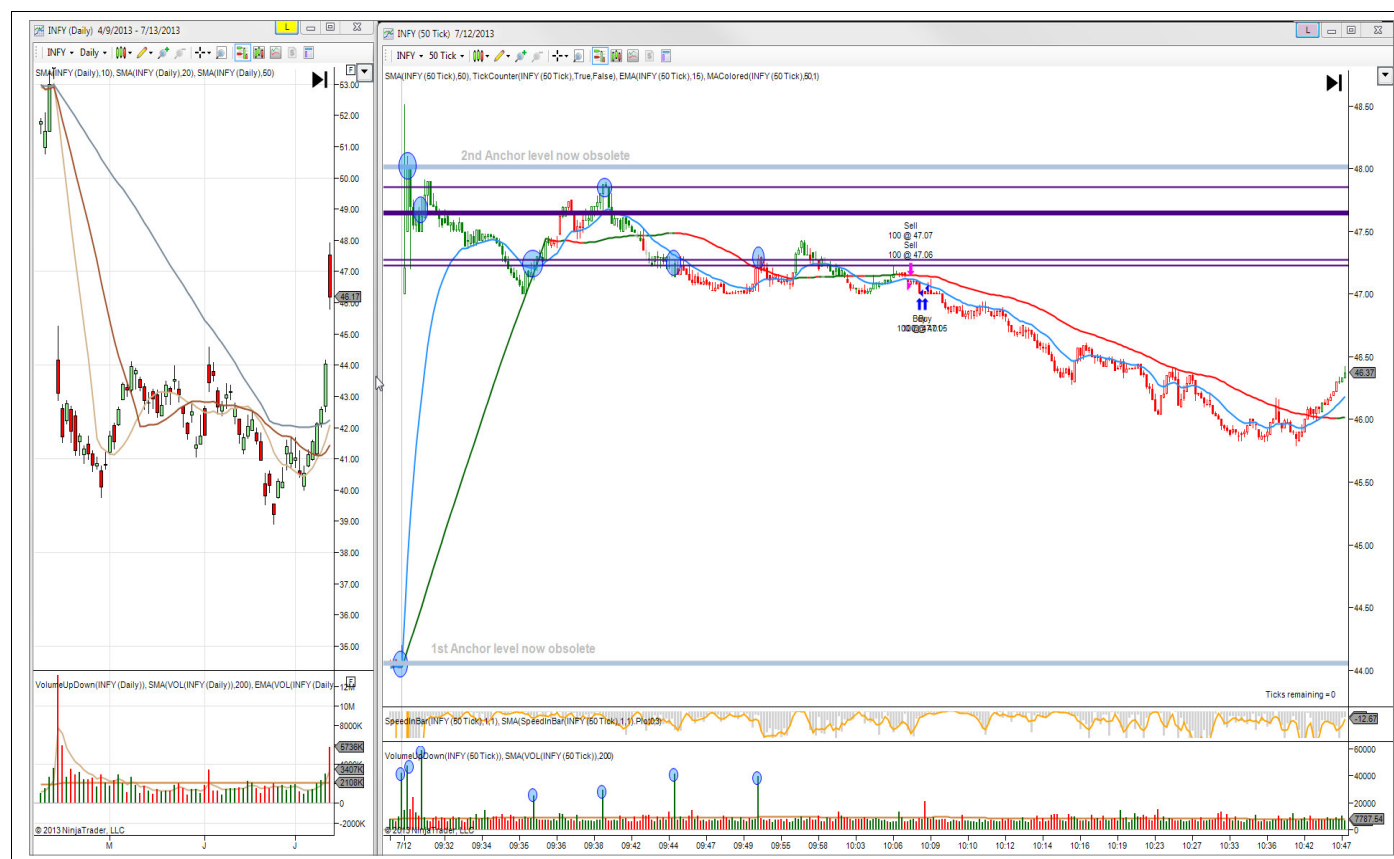 INFY (Daily) 4/9/2013 - 7/13/2013
L
INFY Daily
SMA(INFY (Daily),10), SMA(INFY (Daily),20), SMA(INFY (Daily),50)
F
53.00
52.00
51.00
50.00
49.00
48.00
47.00
46.17
46.00
45.00
44.00
43.00
42.00
41.00
40.00
39.00
38.00
37.00
36.00
35.00
VolumeUpDown(INFY (Daily)), SMA(VOL(INFY (Daily)),200), EMA(VOL(INFY (Daily
F
12M
10M
8000K
5736K
3407K
2108K
0
-2000K
© 2013 NinjaTrader, LLC
M
J
J
INFY (50 Tick) 7/12/2013
L
INFY 50 Tick
SMA(INFY (50 Tick),50), TickCounter(INFY (50 Tick),True,False), EMA(INFY (50 Tick),15), MAColored(INFY (50 Tick),50,1)
2nd Anchor level now obsolete
Sell
100 @ 47.07
Sell
100 @ 47.06
1st Anchor level now obsolete
48.50
48.00
47.50
47.00
46.50
46.37
46.00
45.50
45.00
44.50
44.00
Ticks remaining = 0
SpeedInBar(INFY (50 Tick),1,1), SMA(SpeedInBar(INFY (50 Tick),1,1).Plot0,3)
-12.67
VolumeUpDown(INFY (50 Tick)), SMA(VOL(INFY (50 Tick)),200)
60000
40000
20000
7787.54
0
© 2013 NinjaTrader, LLC
7/12 09:32 09:34 09:35 09:36 09:38 09:42 09:44 09:47 09:49 09:55 09:58 10:03 10:06 10:09 10:12 10:14 10:16 10:19 10:23 10:27 10:33 10:36 10:42 10:47